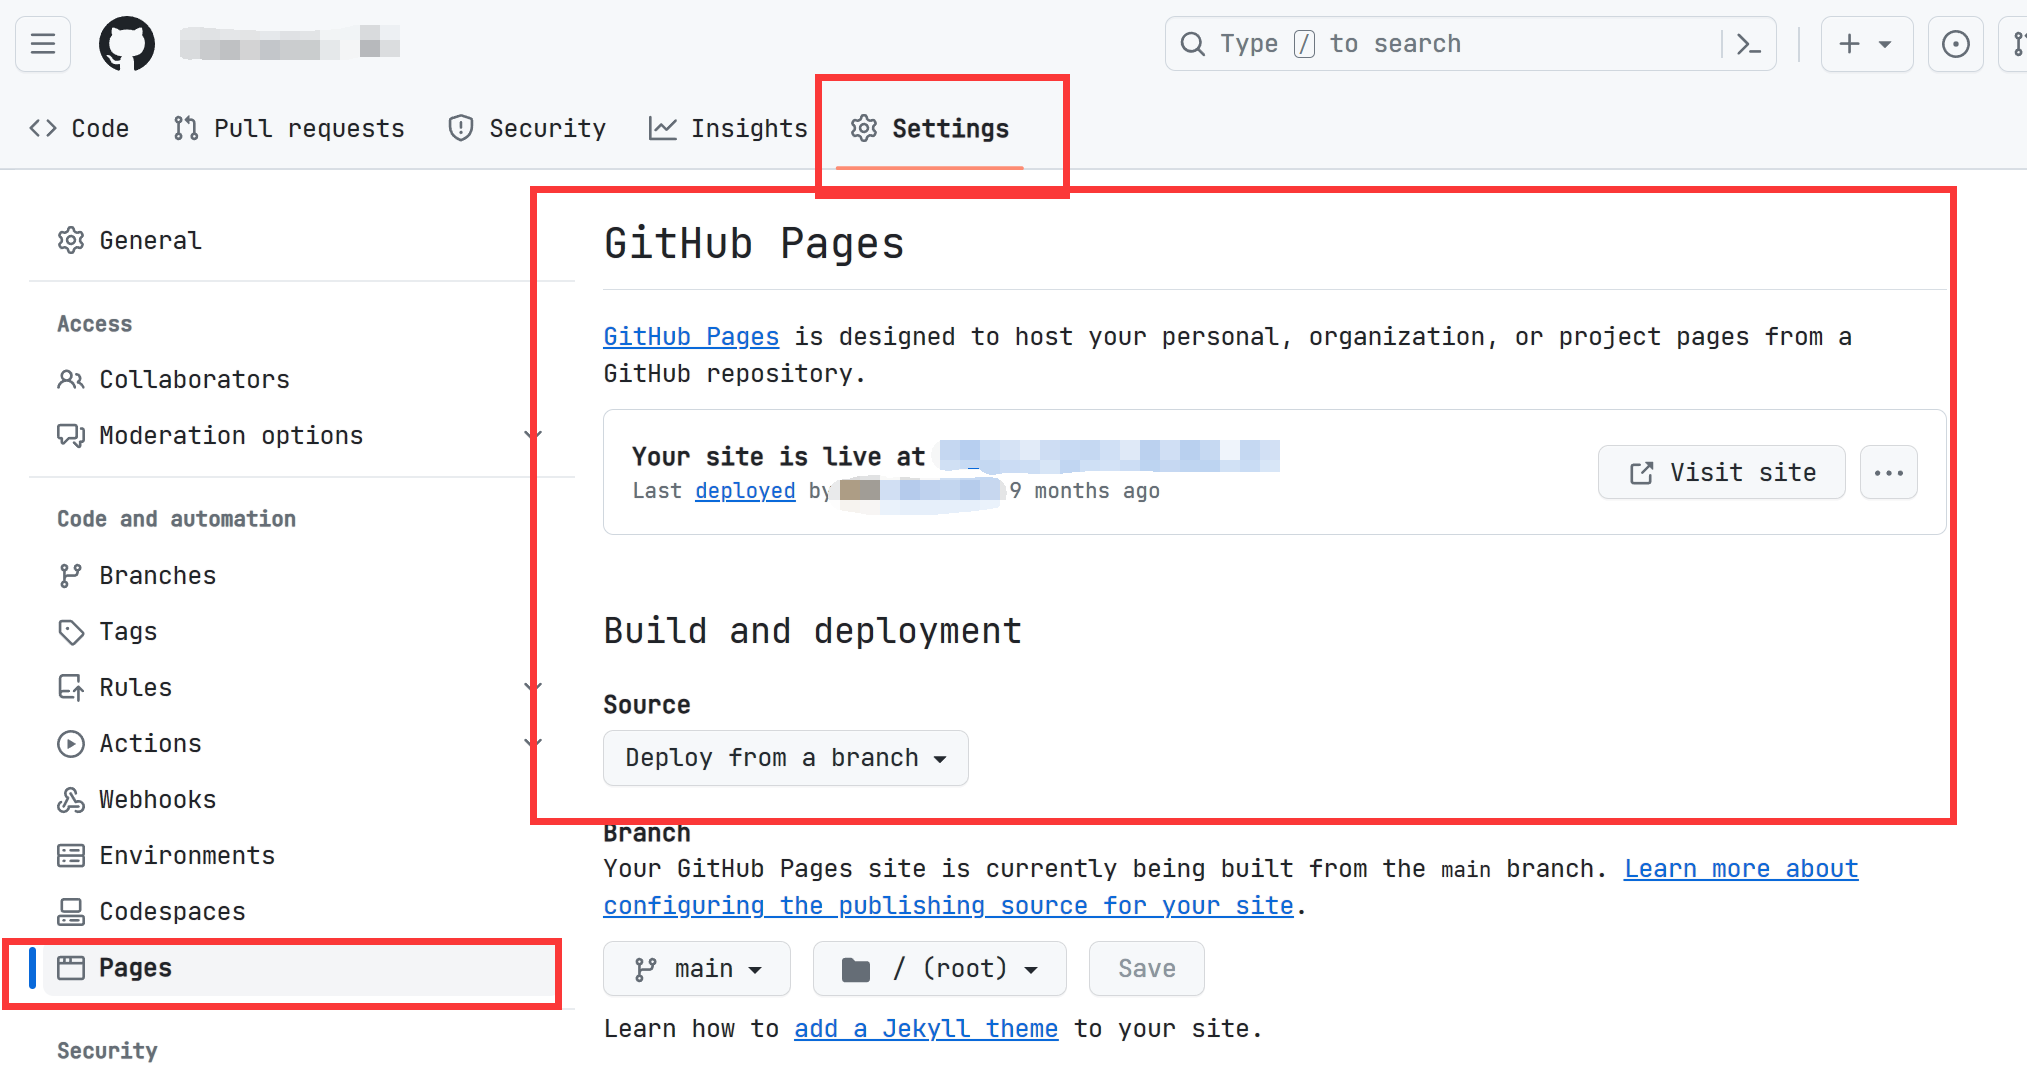 Type / to search
Code
Pull requests
Security
Insights
Settings
General
Access
Collaborators
Moderation options
Code and automation
Branches
Tags
Rules
Actions
Webhooks
Environments
Codespaces
Pages
Security
GitHub Pages
GitHub Pages is designed to host your personal, organization, or project pages from a
GitHub repository.
Your site is live at
Last deployed by 9 months ago
Visit site
Build and deployment
Source
Deploy from a branch
Branch
Your GitHub Pages site is currently being built from the main branch. Learn more about
configuring the publishing source for your site.
main
/ (root)
Save
Learn how to add a Jekyll theme to your site.